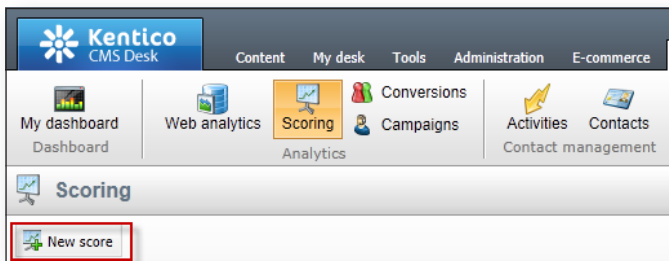 Kentico
CMS Desk
Content My desk Tools Administration E-commerce
My dashboard Web analytics Scoring Conversions Campaigns Activities Contacts
Dashboard Analytics Contact management
Scoring
New score